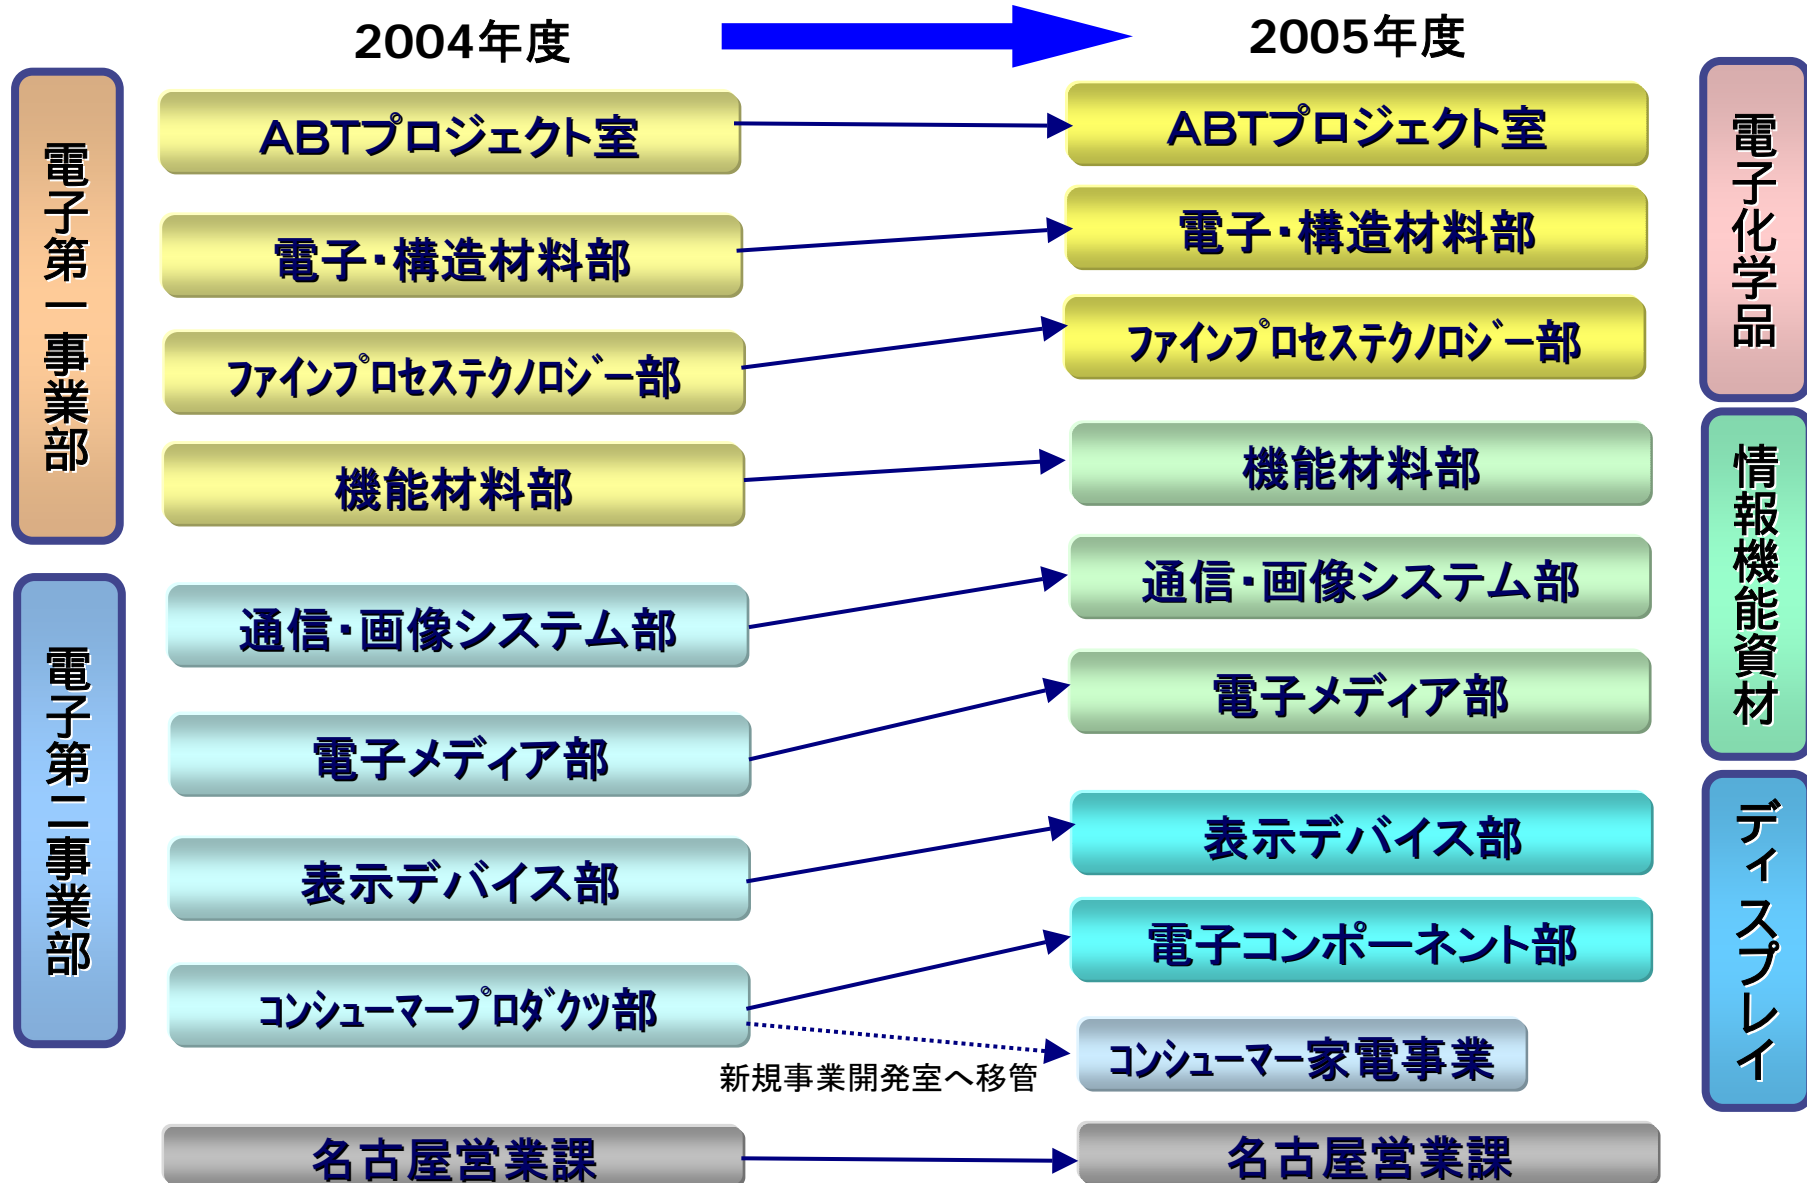 2004年度
2005年度
電子第一事業部
ABTプロジェクト室
電子・構造材料部
ファインプロセステクノロジー部
機能材料部
電子第二事業部
通信・画像システム部
電子メディア部
表示デバイス部
コンシューマープロダクツ部
新規事業開発室へ移管
名古屋営業課
ABTプロジェクト室
電子・構造材料部
ファインプロセステクノロジー部
機能材料部
通信・画像システム部
電子メディア部
表示デバイス部
電子コンポーネント部
コンシューマー家電事業
名古屋営業課
電子化学品
情報機能資材
ディスプレイ